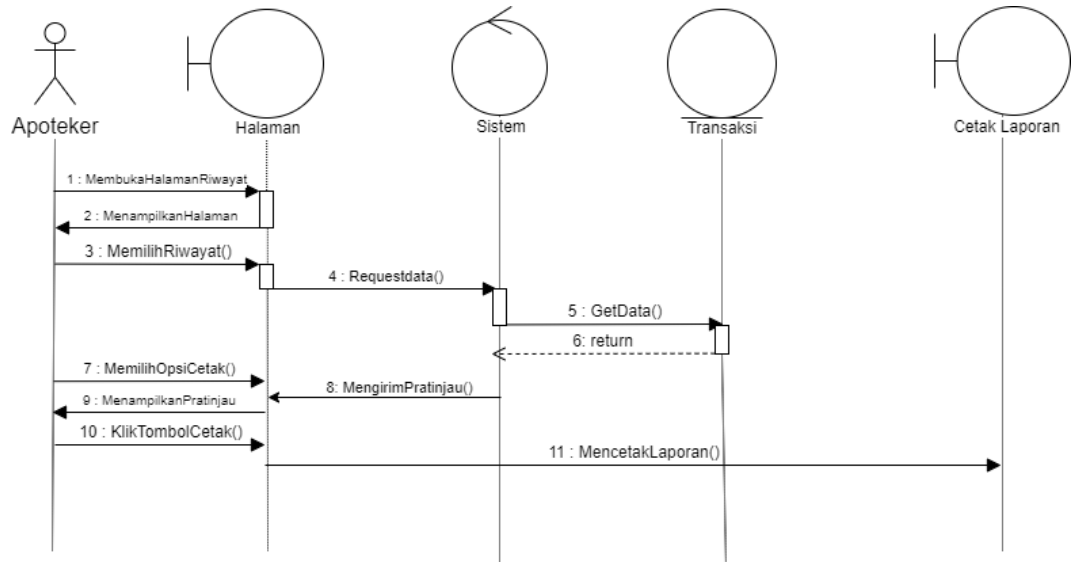 Apoteker
Halaman
Sistem
Transaksi
Cetak Laporan
1 : MembukaHalamanRiwayat
2 : MenampilkanHalaman
3 : MemilihRiwayat()
4 : Requestdata()
5 : GetData()
6: return
7 : MemilihOpsiCetak()
8: MengirimPratinjau()
9 : MenampilkanPratinjau
10 : KlikTombolCetak()
11 : MencetakLaporan()